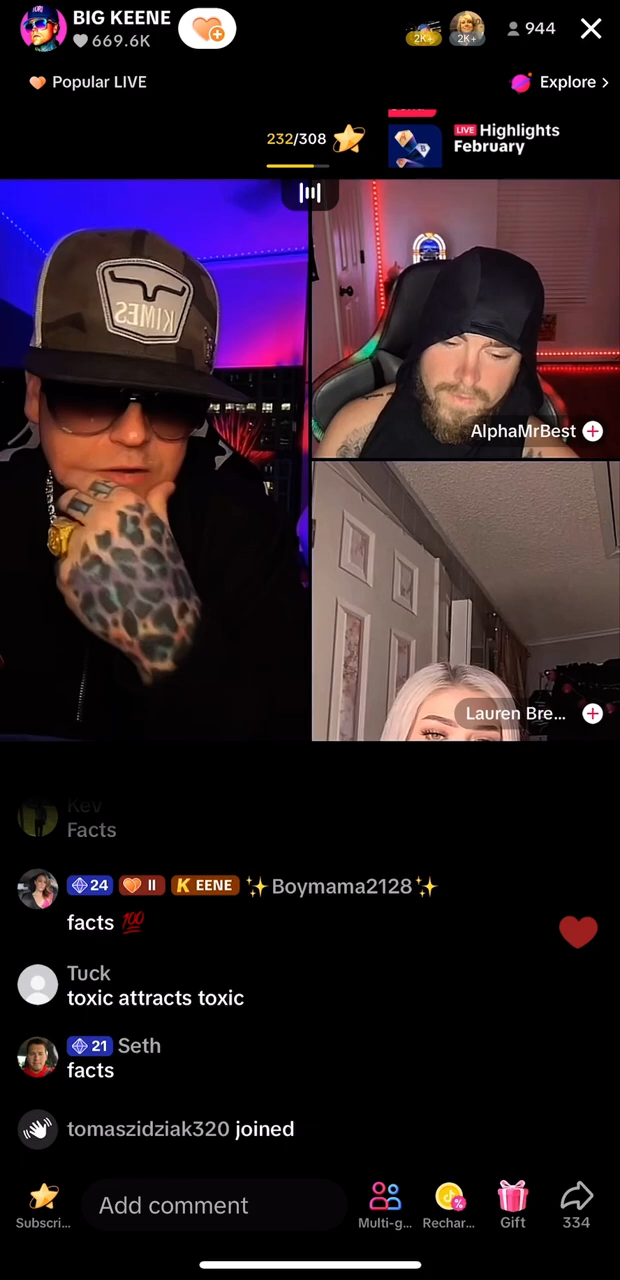 BIG KEENE
669.6K
2K+
2K+
944
Popular LIVE
Explore >
232/308
LIVE Highlights
February
KIMES
AlphaMrBest
Lauren Bre...
Kev
Facts
24 II K EENE ✨Boymama2128✨
facts 💯
Tuck
toxic attracts toxic
21 Seth
facts
tomaszidziak320 joined
Add comment
Subscri...
Multi-g...
Rechar...
Gift
334